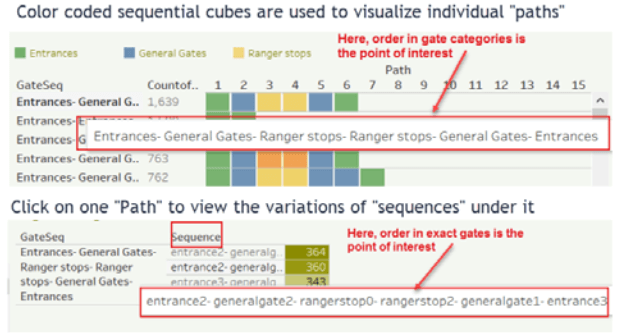 Color coded sequential cubes are used to visualize individual "paths"
Here, order in gate categories is
the point of interest
Entrances General Gates Ranger stops
Path
GateSeq Countof.. 1 2 3 4 5 6 7 8 9 10 11 12 13 14 15
Entrances- General G.. 1,639
Entrances-
Entrances- General Gates- Ranger stops- Ranger stops- General Gates- Entrances
Entrances- G
Entrances- General G.. 763
Entrances- General G.. 762
Click on one "Path" to view the variations of "sequences" under it
Here, order in exact gates is the
point of interest
GateSeq Sequence
Entrances- General Gates- entrance2- generalg.. 364
Ranger stops- Ranger entrance2- generalg.. 360
stops- General Gates- entrance3- generalg.. 343
Entrances
entrance2- generalgate2- rangerstop0- rangerstop2- generalgate1- entrance3